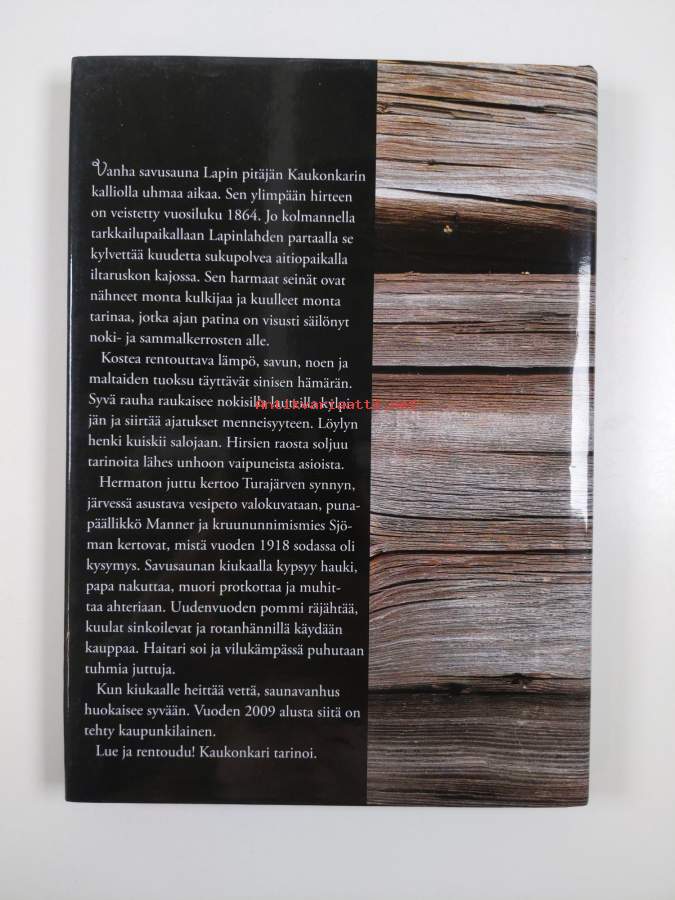 Vanha savusauna Lapin pitäjän Kaukonkarin
kalliolla uhmaa aikaa. Sen ylimpään hirteen
on veistetty vuosiluku 1864. Jo kolmannella
tarkkailupaikallaan Lapinlahden partaalla se
kylvettää kuudetta sukupolvea aitiopaikalla
iltaruskon kajossa. Sen harmaat seinät ovat
nähneet monta kulkijaa ja kuulleet monta
tarinaa, jotka ajan patina on visusti säilönyt
noki- ja sammalkerrosten alle.
Kostea rentouttava lämpö, savun, noen ja
maltaiden tuoksu täyttävät sinisen hämärän.
Syvä rauha raukaisee nokisilla lauteilla kylpi-
jän ja siirtää ajatukset menneisyyteen. Löylyn
henki kuiskii salojaan. Hirsien raosta soljuu
tarinoita lähes unhoon vaipuneista asioista.
Hermaton juttu kertoo Turajärven synnyn,
järvessä asustava vesipeto valokuvataan, puna-
päällikkö Manner ja kruununnimismies Sjö-
man kertovat, mistä vuoden 1918 sodassa oli
kysymys. Savusaunan kiukaalla kypsyy hauki,
papa nakuttaa, muori protkottaa ja muhit-
taa ahteriaan. Uudenvuoden pommi räjähtää,
kuulat sinkoilevat ja rotanhännillä käydään
kauppaa. Haitari soi ja vilukämpässä puhutaan
tuhmia juttuja.
Kun kiukaalle heittää vettä, saunavanhus
huokaisee syvään. Vuoden 2009 alusta siitä on
tehty kaupunkilainen.
Lue ja rentoudu! Kaukonkari tarinoi.